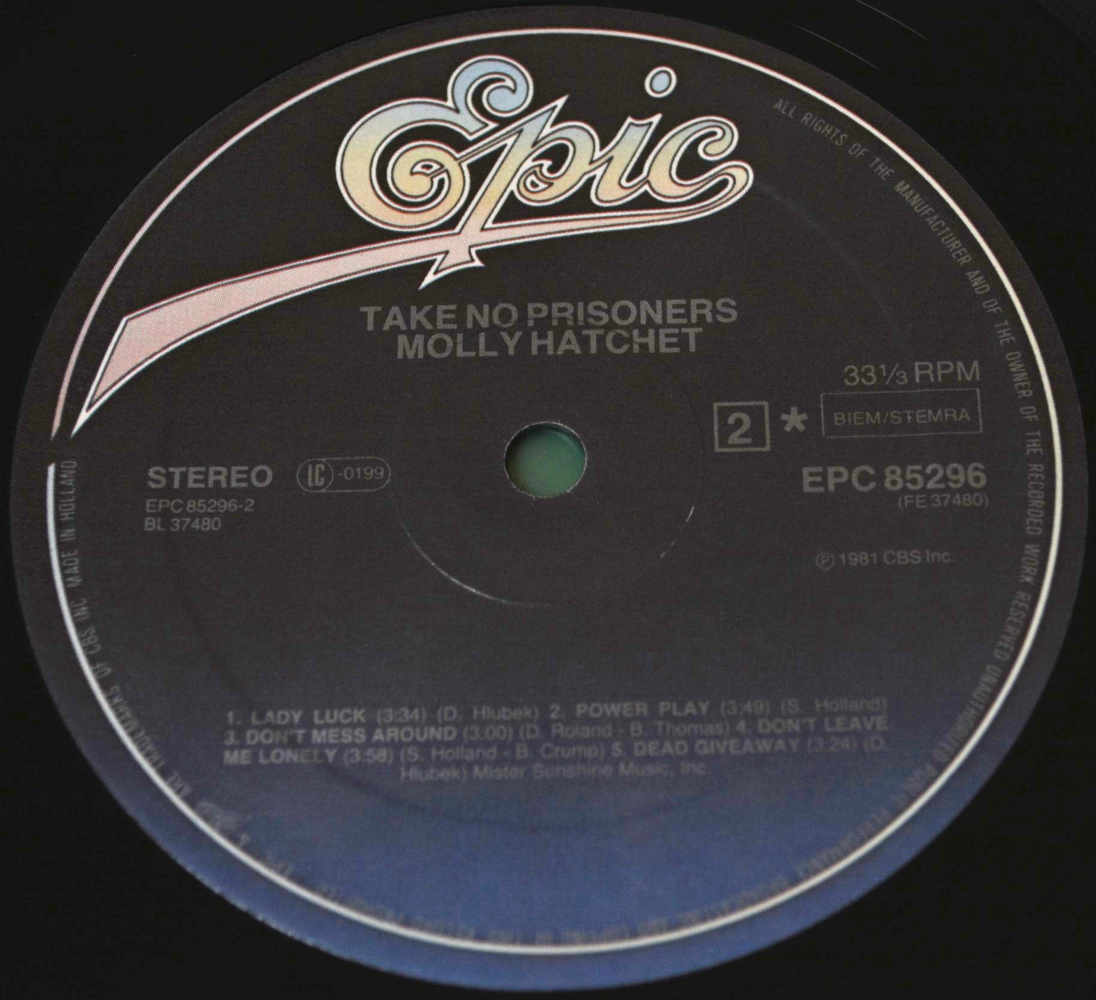 Epic
ALL RIGHTS OF THE MANUFACTURER AND OF THE OWNER OF THE RECORDED WORK RESERVED
TAKE NO PRISONERS
MOLLY HATCHET
33⅓ RPM
2 * BIEM/STEMRA
STEREO LC-0199
EPC 85296
EPC 85296-2
(FE 37480)
BL 37480
℗ 1981 CBS Inc.
1. LADY LUCK (3:34) (D. Hlubek) 2. POWER PLAY (3:49) (S. Holland)
3. DON'T MESS AROUND (3.00) (D. Roland - B. Thomas) 4. DON'T LEAVE
ME LONELY (3:58) (S. Holland - B. Crump) 5. DEAD GIVEAWAY (3:24) (D.
Hlubek) Mister Sunshine Music, Inc.
ARE TRADEMARKS OF CBS INC MADE IN HOLLAND